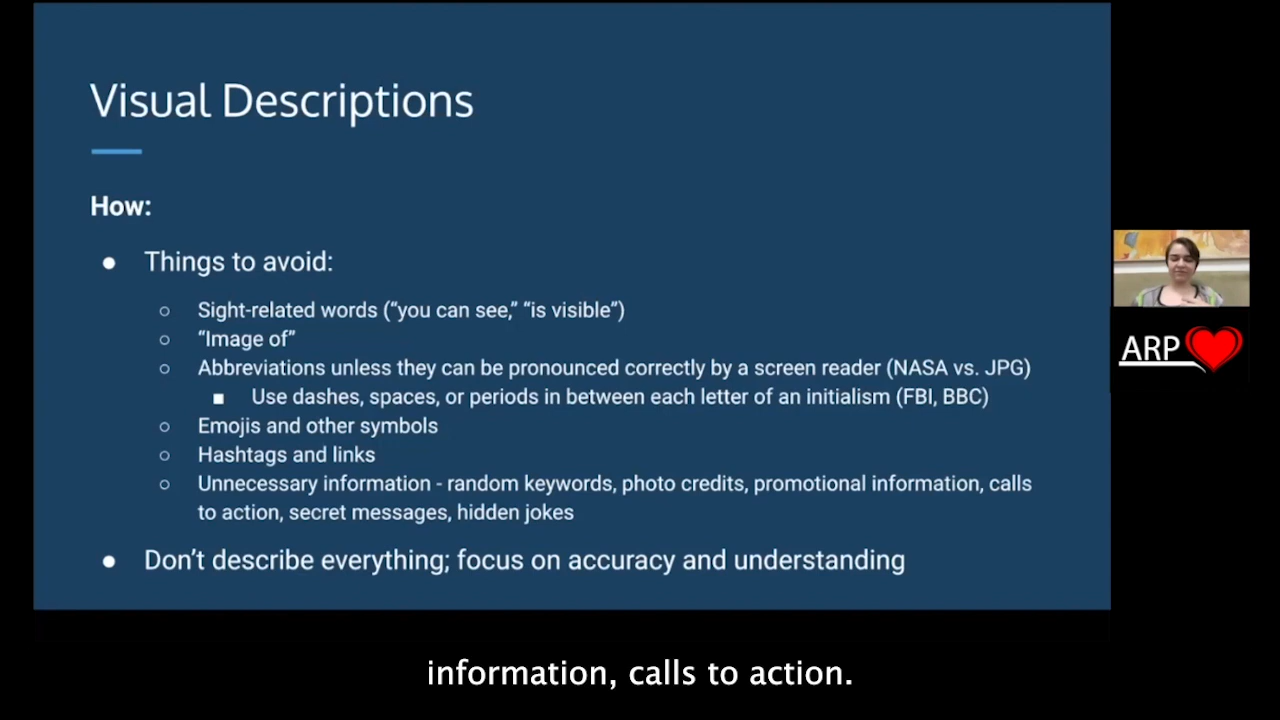 Visual Descriptions
How:
● Things to avoid:
○ Sight-related words (“you can see,” “is visible”)
○ “Image of”
○ Abbreviations unless they can be pronounced correctly by a screen reader (NASA vs. JPG)
■ Use dashes, spaces, or periods in between each letter of an initialism (FBI, BBC)
○ Emojis and other symbols
○ Hashtags and links
○ Unnecessary information - random keywords, photo credits, promotional information, calls
to action, secret messages, hidden jokes
● Don’t describe everything; focus on accuracy and understanding
ARP
information, calls to action.